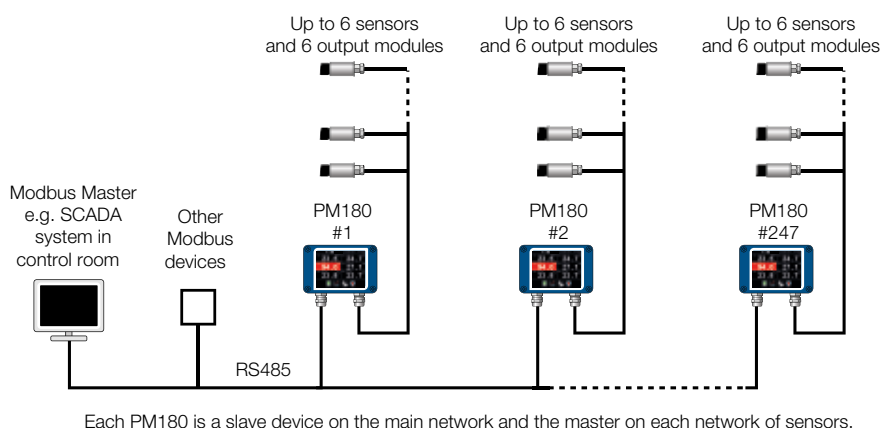 Up to 6 sensors
and 6 output modules
Up to 6 sensors
and 6 output modules
Up to 6 sensors
and 6 output modules
Modbus Master
e.g. SCADA
system in
control room
Other
Modbus
devices
PM180
#1
PM180
#2
PM180
#247
RS485
Each PM180 is a slave device on the main network and the master on each network of sensors.